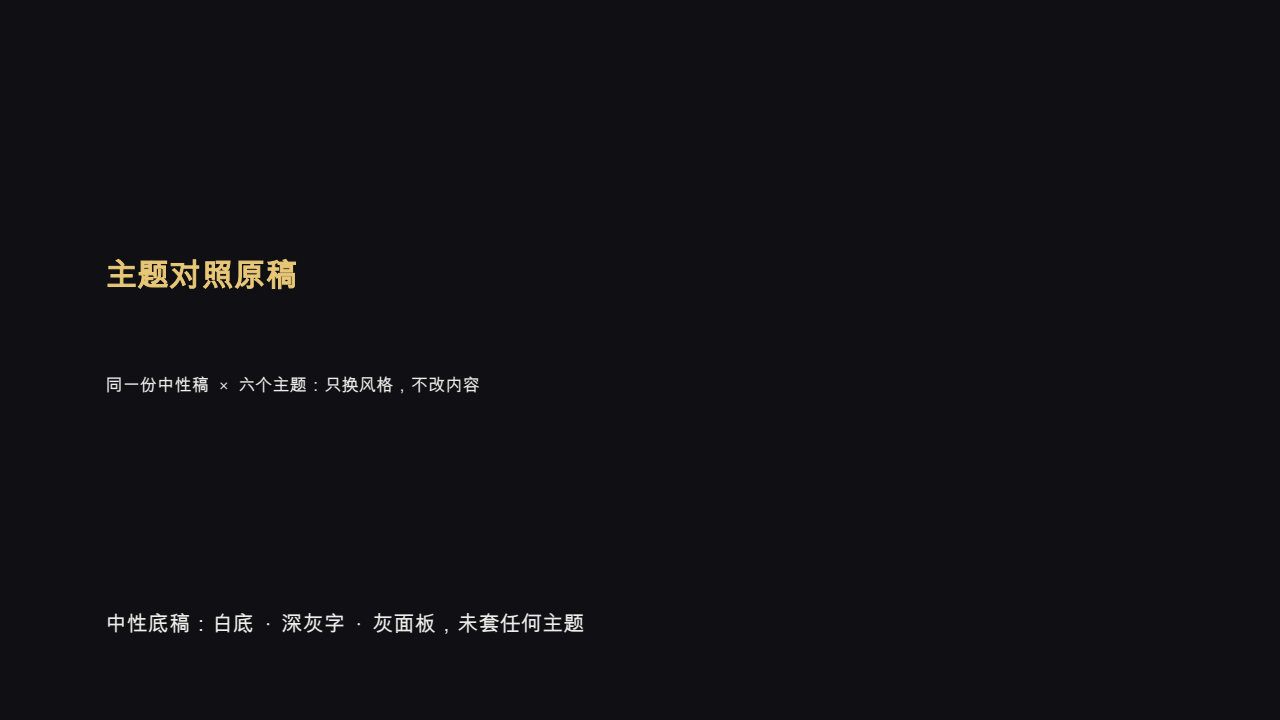 主题对照原稿
同一份中性稿 × 六个主题：只换风格，不改内容
中性底稿：白底 · 深灰字 · 灰面板，未套任何主题